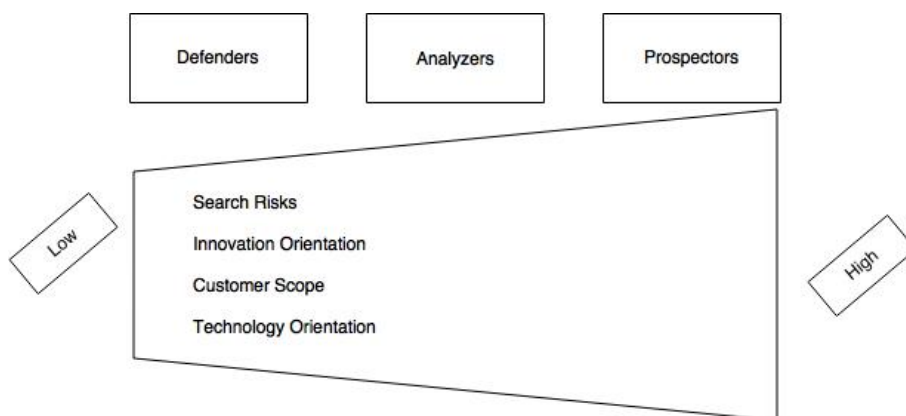 Defenders
Analyzers
Prospectors
Low
Search Risks
Innovation Orientation
Customer Scope
Technology Orientation
High